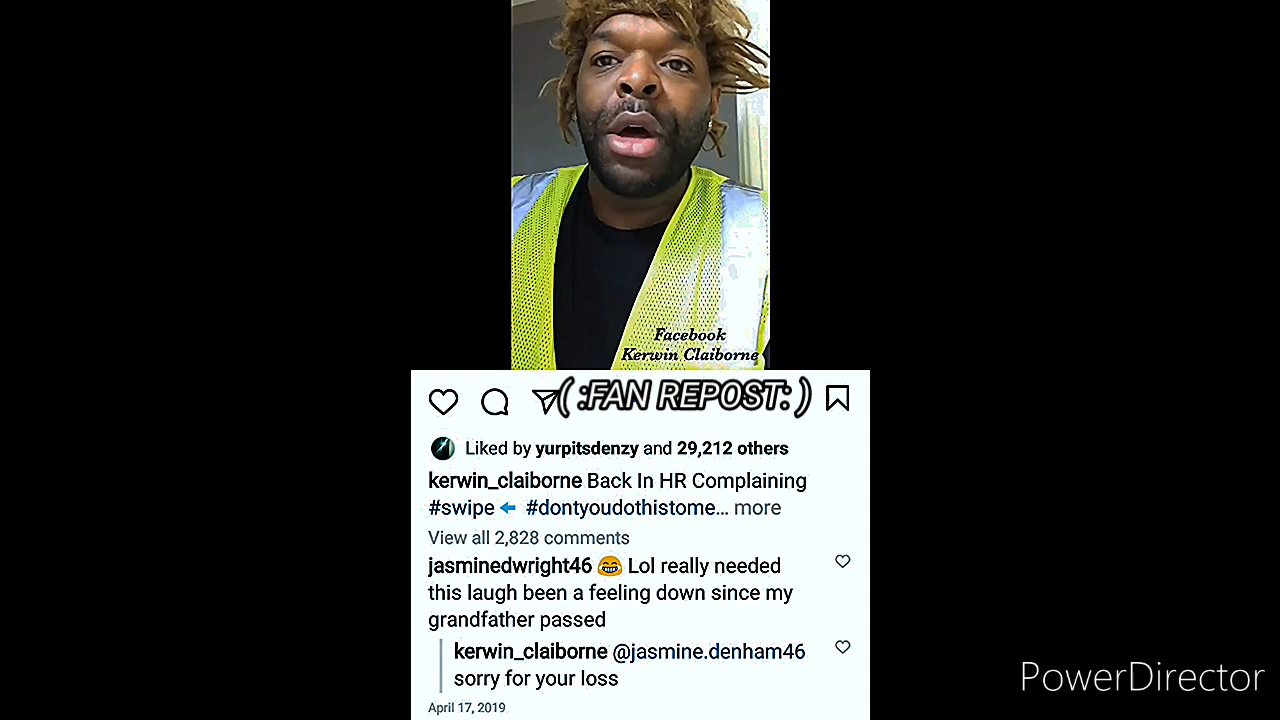 Facebook
Kerwin Claiborne
( :FAN REPOST: )
Liked by yurpitsdenzy and 29,212 others
kerwin_claiborne Back In HR Complaining
#swipe ⬅ #dontyoudothistome... more
View all 2,828 comments
jasminedwright46 😂 Lol really needed
this laugh been a feeling down since my
grandfather passed
kerwin_claiborne @jasmine.denham46
sorry for your loss
April 17, 2019
PowerDirector